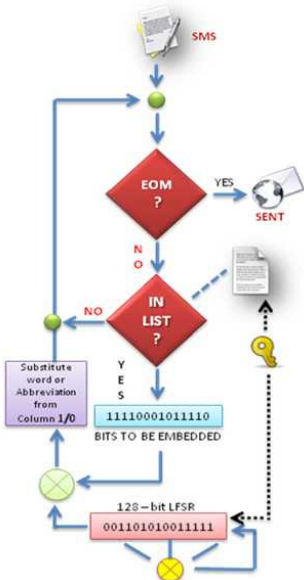 SMS
EOM
?
YES
SENT
N
O
IN
LIST
?
NO
Y
E
S
Substitute
word or
Abbreviation
from
Column 1/0
11110001011110
BITS TO BE EMBEDDED
128-bit LFSR
001101010011111